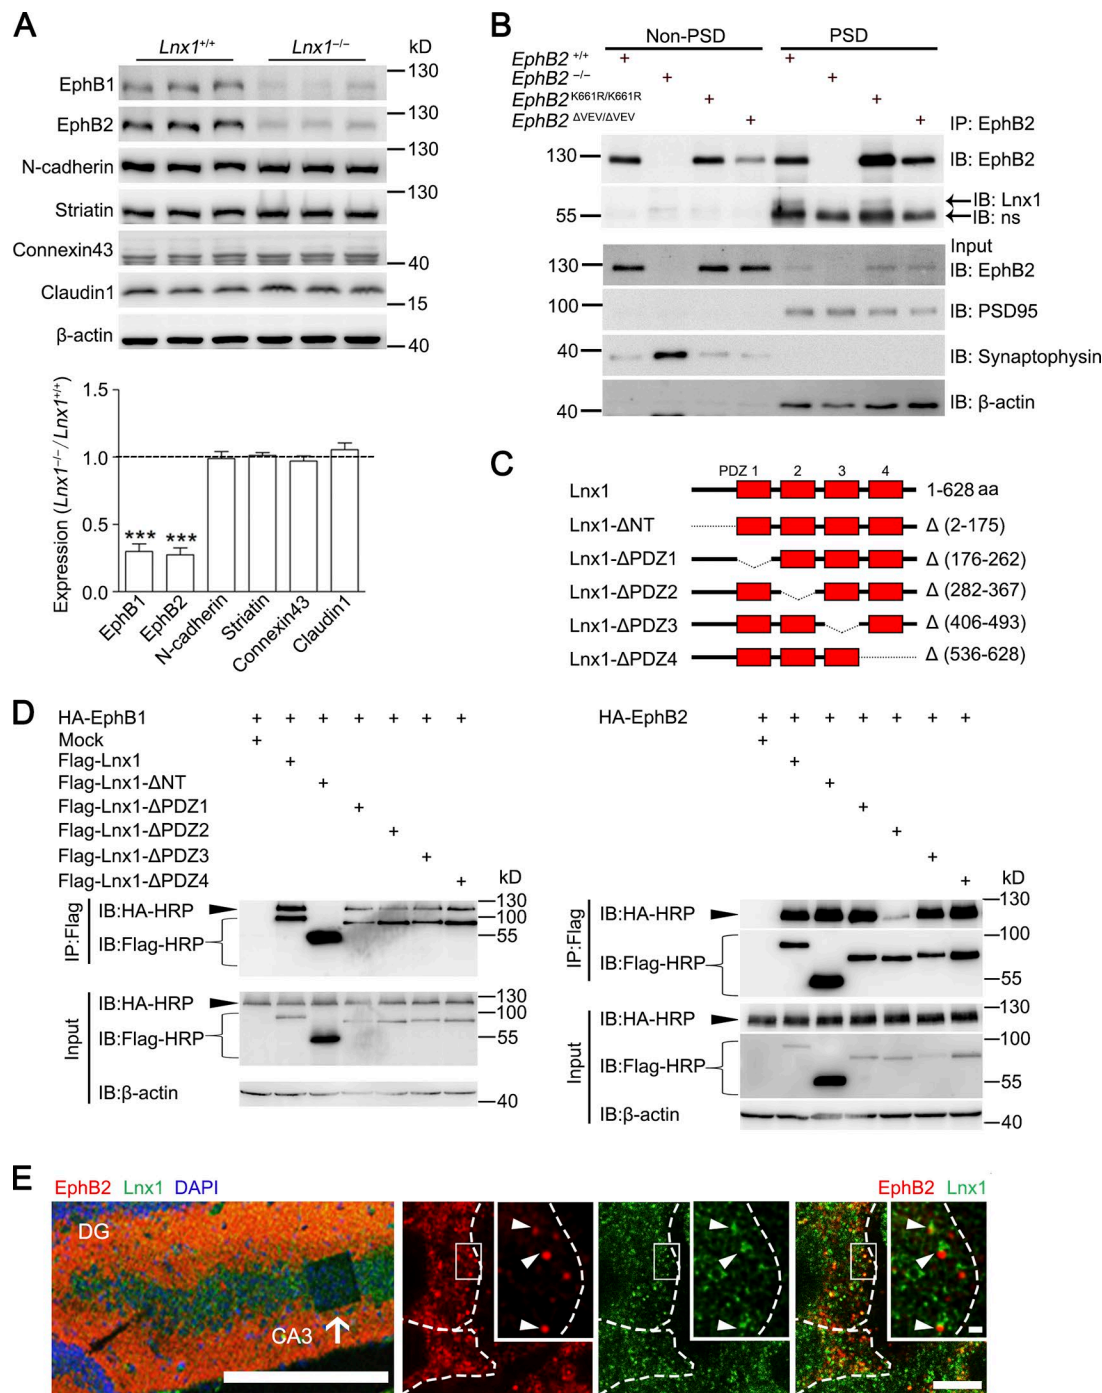 A
Lnx1+/+ Lnx1−/− kD
EphB1 130
EphB2 130
N-cadherin 130
Striatin 130
Connexin43 40
Claudin1 15
β-actin 40
Expression (Lnx1−/− / Lnx1+/+)
1.5
1.0
0.5
0.0
*** ***
EphB1 EphB2 N-cadherin Striatin Connexin43 Claudin1
B
Non-PSD PSD
EphB2 +/+ + +
EphB2 −/− + +
EphB2 K661R/K661R + +
EphB2 ΔVEV/ΔVEV + + IP: EphB2
130 IB: EphB2
IB: Lnx1
55 IB: ns
Input
130 IB: EphB2
100 IB: PSD95
40 IB: Synaptophysin
40 IB: β-actin
C
PDZ 1 2 3 4
Lnx1 1-628 aa
Lnx1-ΔNT Δ (2-175)
Lnx1-ΔPDZ1 Δ (176-262)
Lnx1-ΔPDZ2 Δ (282-367)
Lnx1-ΔPDZ3 Δ (406-493)
Lnx1-ΔPDZ4 Δ (536-628)
D
HA-EphB1 + + + + + + +
Mock +
Flag-Lnx1 +
Flag-Lnx1-ΔNT +
Flag-Lnx1-ΔPDZ1 +
Flag-Lnx1-ΔPDZ2 +
Flag-Lnx1-ΔPDZ3 +
Flag-Lnx1-ΔPDZ4 + kD
IP:Flag
IB:HA-HRP 130
100
IB:Flag-HRP 55
Input
IB:HA-HRP 130
100
IB:Flag-HRP 55
IB:β-actin 40
HA-EphB2 + + + + + + +
+
+
+
+
+
+
+ kD
IP:Flag
IB:HA-HRP 130
100
IB:Flag-HRP
55
Input
IB:HA-HRP 130
100
IB:Flag-HRP
55
IB:β-actin 40
E
EphB2 Lnx1 DAPI EphB2 Lnx1
DG
CA3